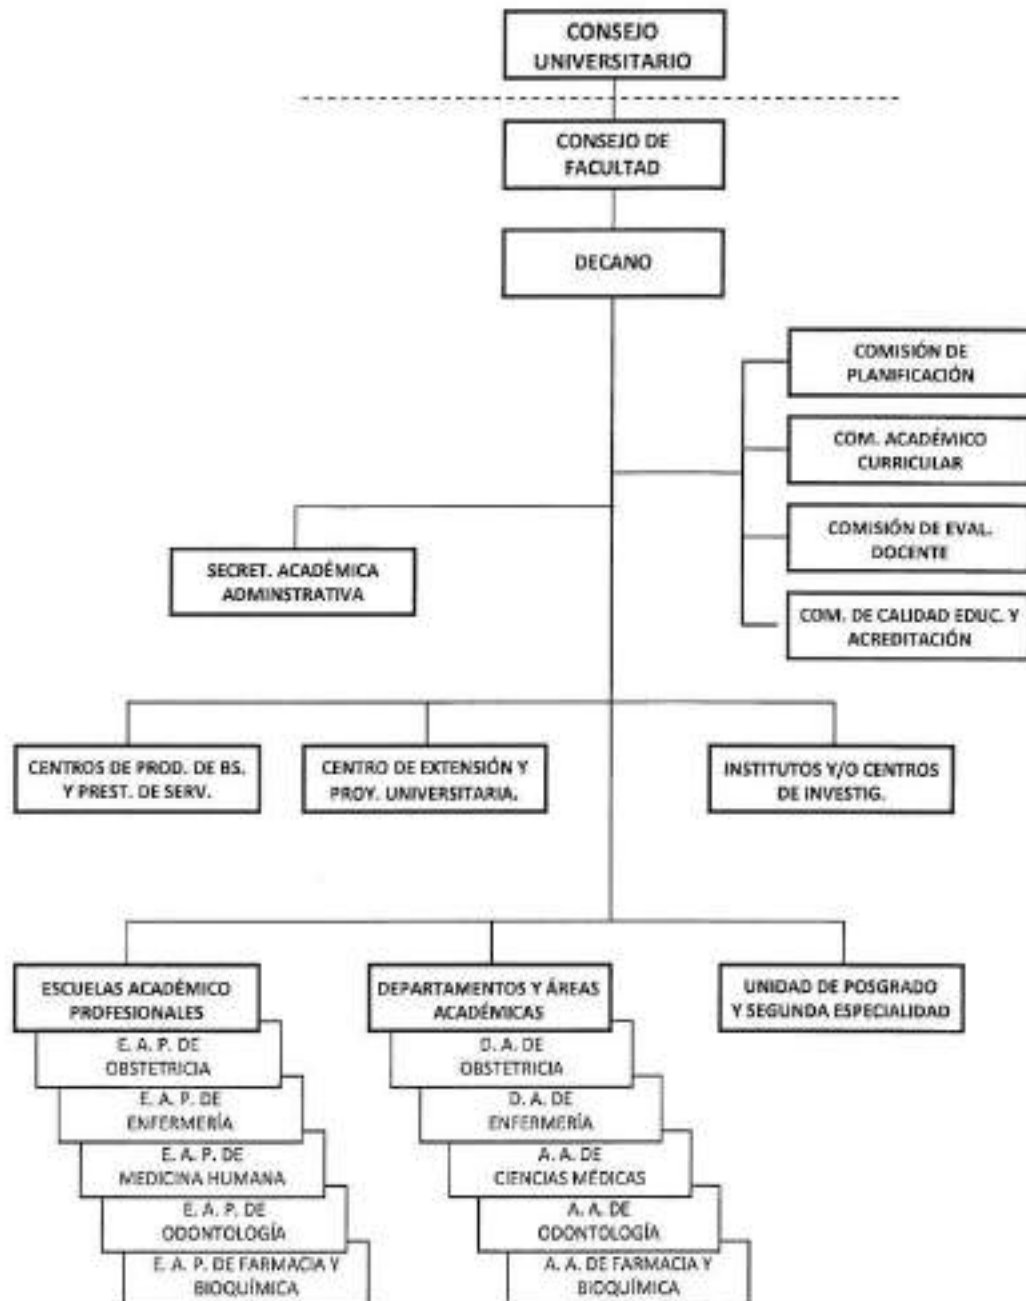 CONSEJO
UNIVERSITARIO
CONSEJO DE
FACULTAD
DECANO
COMISIÓN DE
PLANIFICACIÓN
COM. ACADÉMICO
CURRICULAR
COMISIÓN DE EVAL.
DOCENTE
COM. DE CALIDAD EDUC. Y
ACREDITACIÓN
SECRET. ACADÉMICA
ADMINSTRATIVA
CENTROS DE PROD. DE BS.
Y PREST. DE SERV.
CENTRO DE EXTENSIÓN Y
PROY. UNIVERSITARIA.
INSTITUTOS Y/O CENTROS
DE INVESTIG.
ESCUELAS ACADÉMICO
PROFESIONALES
E. A. P. DE
OBSTETRICIA
E. A. P. DE
ENFERMERÍA
E. A. P. DE
MEDICINA HUMANA
E. A. P. DE
ODONTOLOGÍA
E. A. P. DE FARMACIA Y
BIOQUÍMICA
DEPARTAMENTOS Y ÁREAS
ACADÉMICAS
D. A. DE
OBSTETRICIA
D. A. DE
ENFERMERÍA
A. A. DE
CIENCIAS MÉDICAS
A. A. DE
ODONTOLOGÍA
A. A. DE FARMACIA Y
BIOQUÍMICA
UNIDAD DE POSGRADO
Y SEGUNDA ESPECIALIDAD